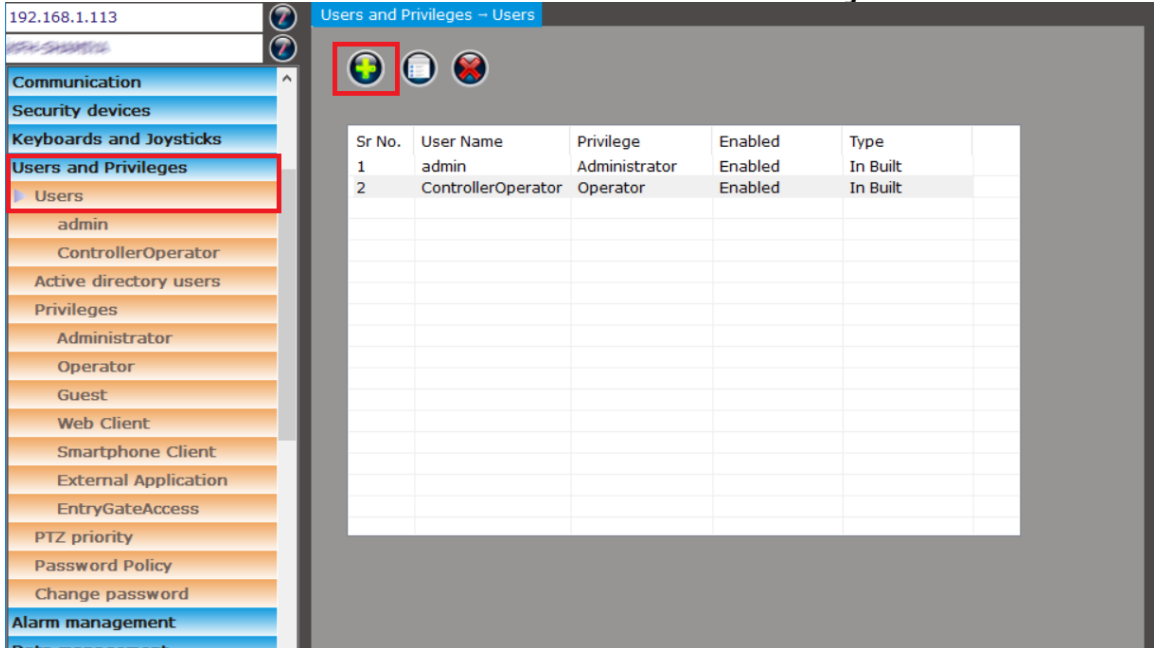 192.168.1.113
Users and Privileges → Users
Communication
Security devices
Keyboards and Joysticks
Users and Privileges
Users
admin
ControllerOperator
Active directory users
Privileges
Administrator
Operator
Guest
Web Client
Smartphone Client
External Application
EntryGateAccess
PTZ priority
Password Policy
Change password
Alarm management
Sr No. User Name Privilege Enabled Type
1 admin Administrator Enabled In Built
2 ControllerOperator Operator Enabled In Built